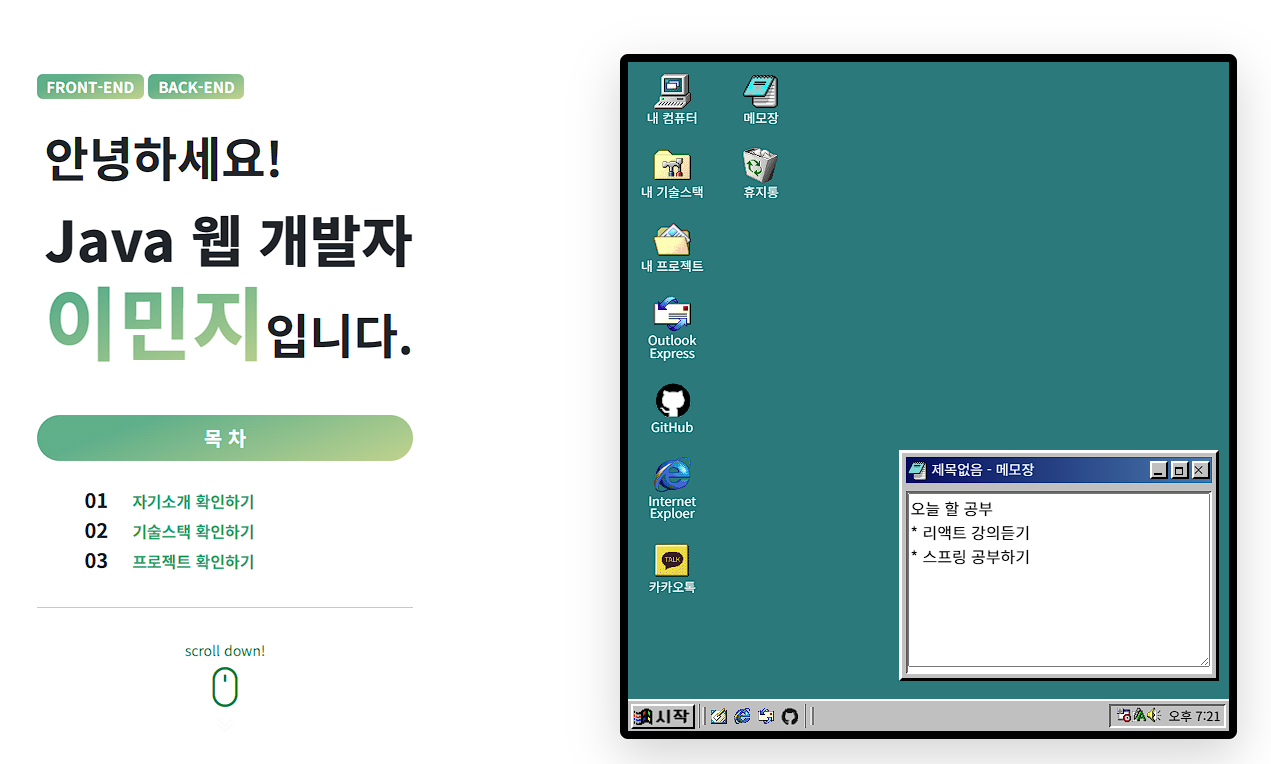 FRONT-END BACK-END
안녕하세요!
Java 웹 개발자
이민지입니다.
목 차
01 자기소개 확인하기
02 기술스택 확인하기
03 프로젝트 확인하기
scroll down!
내 컴퓨터
메모장
내 기술스택
휴지통
내 프로젝트
Outlook
Express
GitHub
Internet
Exploer
TALK
카카오톡
제목없음 - 메모장
오늘 할 공부
* 리액트 강의듣기
* 스프링 공부하기
시작
오후 7:21